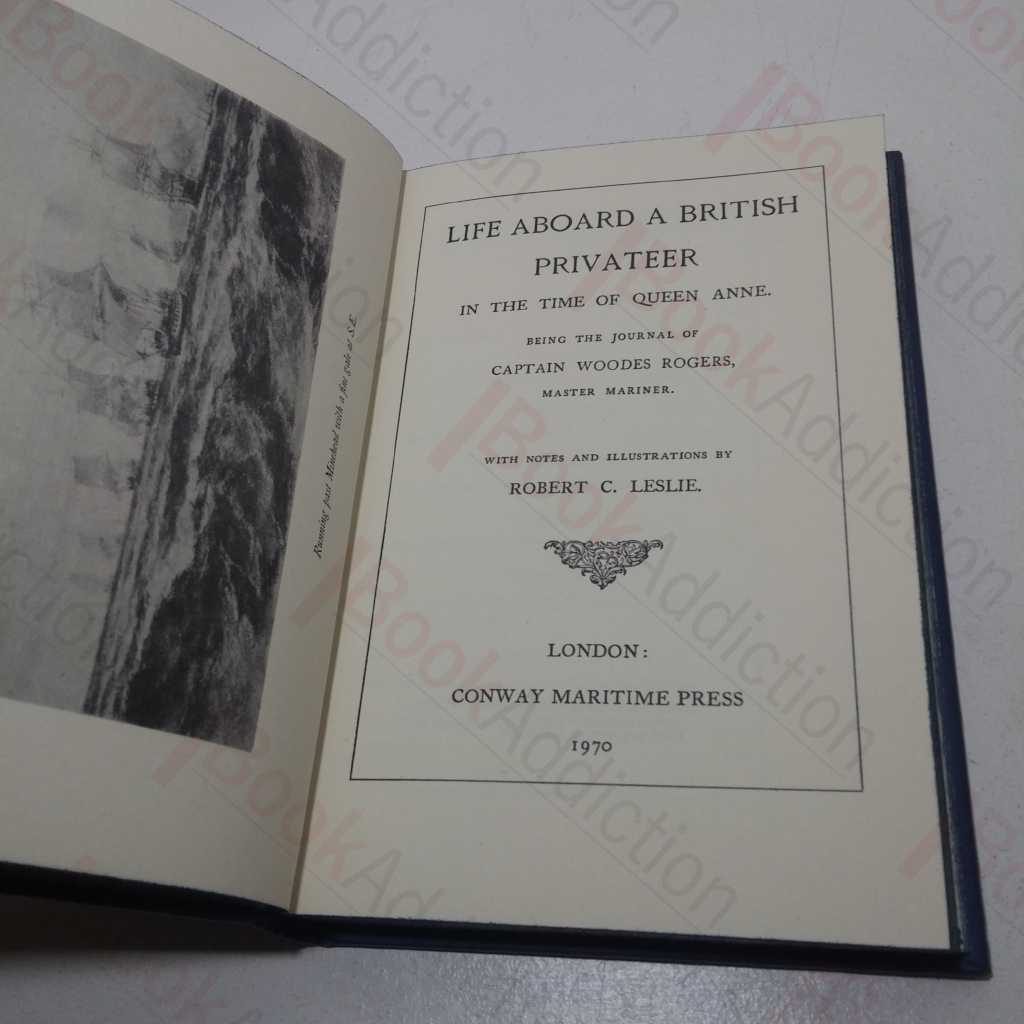 Running past Minehead with a fine gale at S.E.
LIFE ABOARD A BRITISH
PRIVATEER
IN THE TIME OF QUEEN ANNE.
BEING THE JOURNAL OF
CAPTAIN WOODES ROGERS,
MASTER MARINER.
WITH NOTES AND ILLUSTRATIONS BY
ROBERT C. LESLIE.
LONDON:
CONWAY MARITIME PRESS
1970
BookAddiction